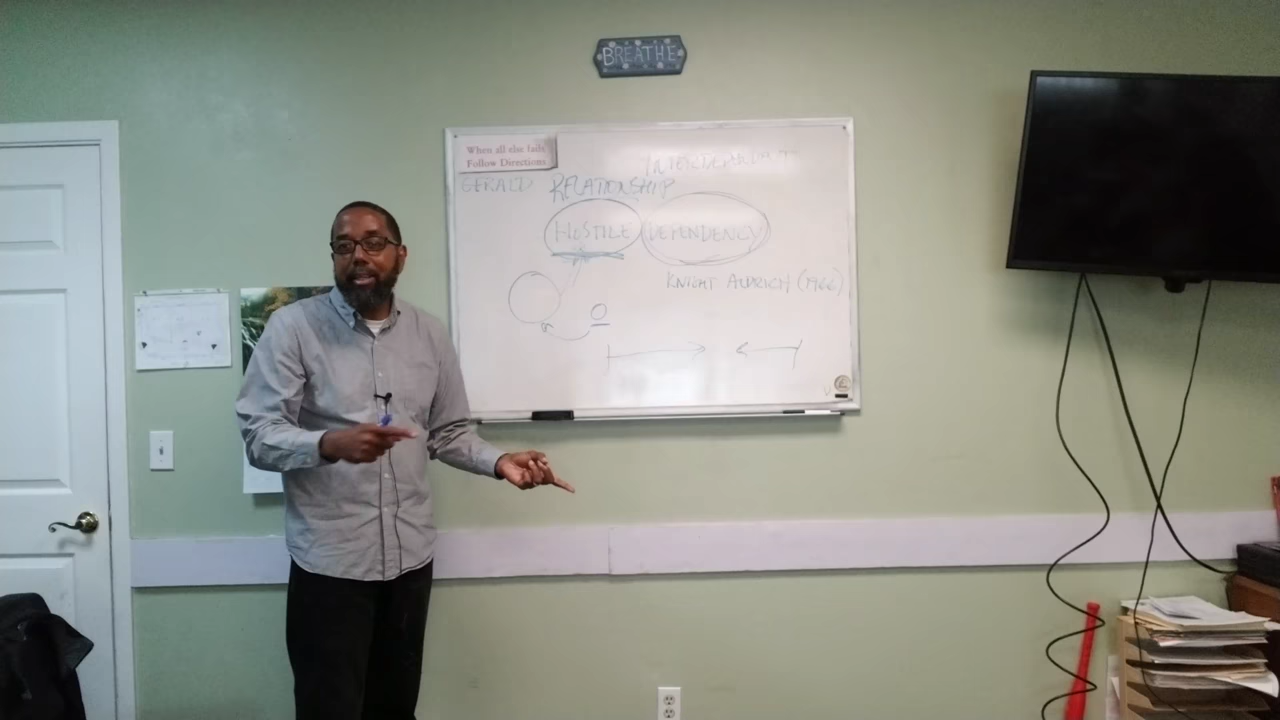 BREATHE
When all else fails
Follow Directions
INTERDEPENDENT
GERALD RELATIONSHIP
HOSTILE DEPENDENCY
KNIGHT ALDRICH (1966)